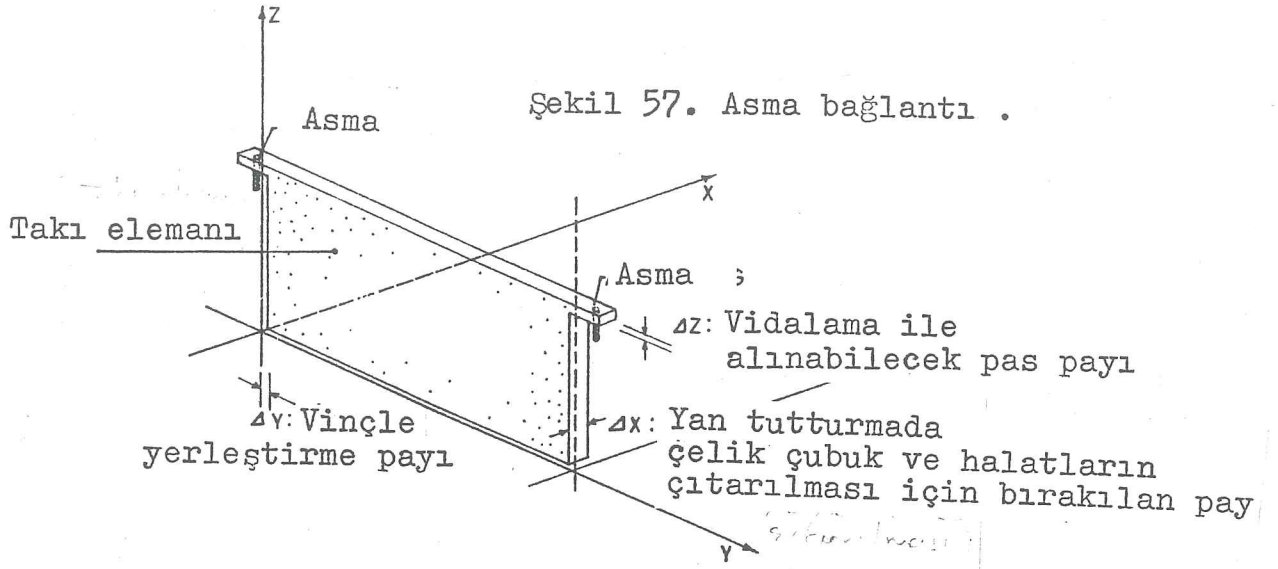 Z
Şekil 57. Asma bağlantı .
Asma
X
Takı elemanı
Asma ;
ΔZ: Vidalama ile
alınabilecek pas payı
ΔY: Vinçle
yerleştirme payı
ΔX: Yan tutturmada
çelik çubuk ve halatların
çıtarılması için bırakılan pay
Y